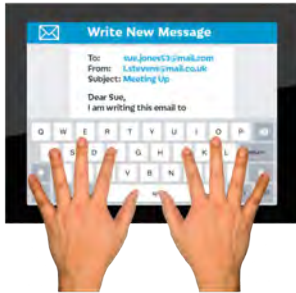 Write New Message
To: sue.jones53@mail.com
From: l.stevens@mail.co.uk
Subject: Meeting Up
Dear Sue,
I am writing this email to
Q W E R T Y U I O P
S D G H K L
V B N